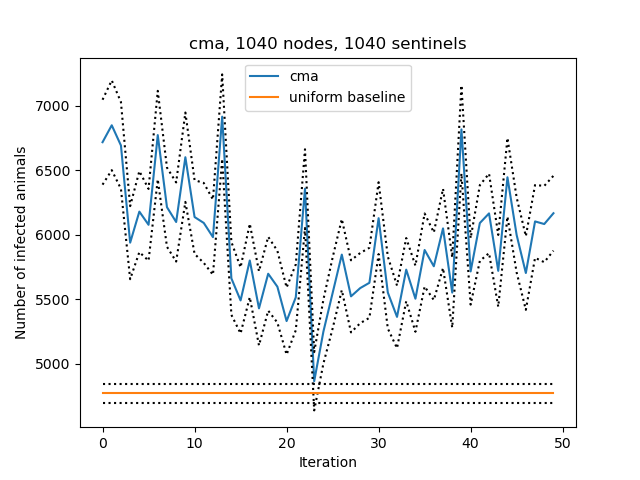 cma, 1040 nodes, 1040 sentinels
cma
uniform baseline
Number of infected animals
7000
6500
6000
5500
5000
0
10
20
30
40
50
Iteration